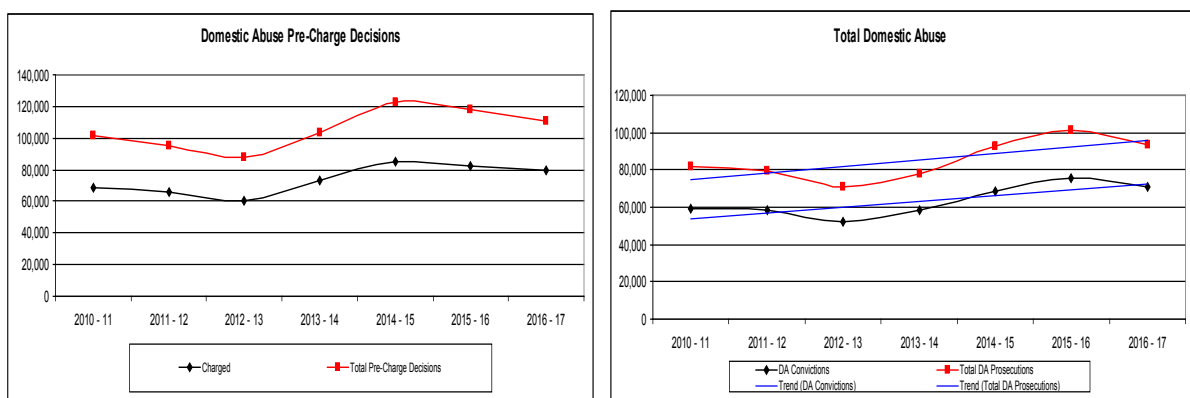 Domestic Abuse Pre-Charge Decisions
140,000
120,000
100,000
80,000
60,000
40,000
20,000
0
2010 - 11 2011 - 12 2012 - 13 2013 - 14 2014 - 15 2015 - 16 2016 - 17
Charged Total Pre-Charge Decisions
Total Domestic Abuse
120,000
100,000
80,000
60,000
40,000
20,000
0
2010 - 11 2011 - 12 2012 - 13 2013 - 14 2014 - 15 2015 - 16 2016 - 17
DA Convictions Total DA Prosecutions
Trend (DA Convictions) Trend (Total DA Prosecutions)